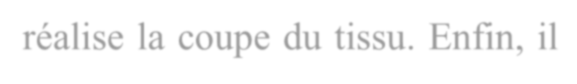 réalise la coupe du tissu. Enfin, il